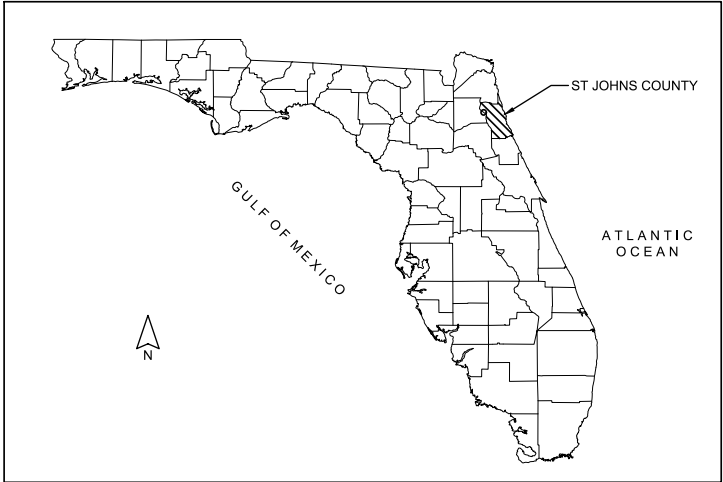 ST JOHNS COUNTY
GULF OF MEXICO
ATLANTIC
OCEAN
N